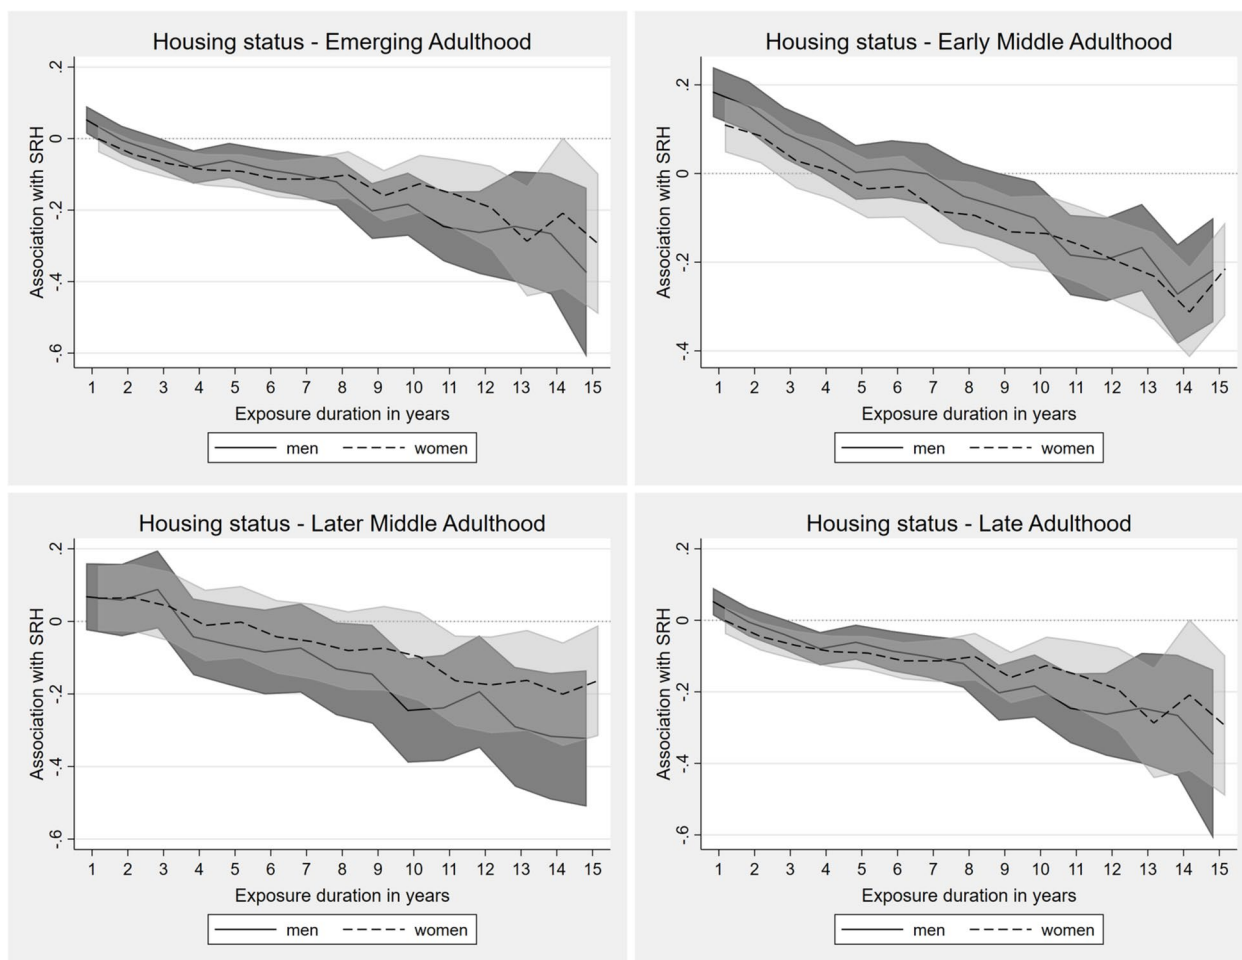 Housing status - Emerging Adulthood
Association with SRH
.2
0
-.2
-.4
-.6
1 2 3 4 5 6 7 8 9 10 11 12 13 14 15
Exposure duration in years
men women
Housing status - Early Middle Adulthood
Association with SRH
.2
0
-.2
-.4
1 2 3 4 5 6 7 8 9 10 11 12 13 14 15
Exposure duration in years
men women
Housing status - Later Middle Adulthood
Association with SRH
.2
0
-.2
-.4
-.6
1 2 3 4 5 6 7 8 9 10 11 12 13 14 15
Exposure duration in years
men women
Housing status - Late Adulthood
Association with SRH
.2
0
-.2
-.4
-.6
1 2 3 4 5 6 7 8 9 10 11 12 13 14 15
Exposure duration in years
men women